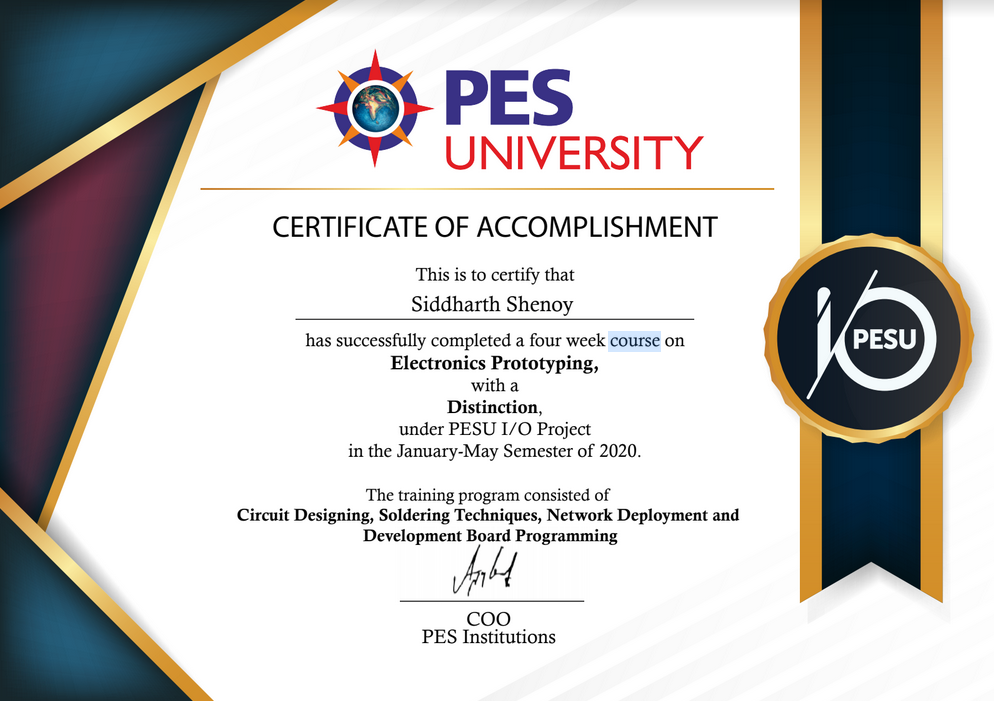 PES
UNIVERSITY
CERTIFICATE OF ACCOMPLISHMENT
This is to certify that
Siddharth Shenoy
has successfully completed a four week course on
Electronics Prototyping,
with a
Distinction,
under PESU I/O Project
in the January-May Semester of 2020.
The training program consisted of
Circuit Designing, Soldering Techniques, Network Deployment and
Development Board Programming
COO
PES Institutions
I/O
PESU